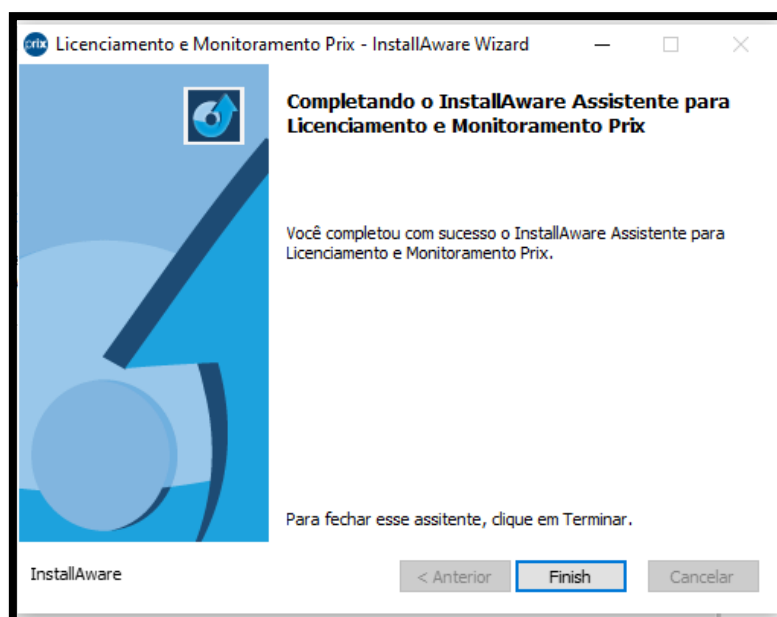 prix Licenciamento e Monitoramento Prix - InstallAware Wizard
Completando o InstallAware Assistente para
Licenciamento e Monitoramento Prix
Você completou com sucesso o InstallAware Assistente para
Licenciamento e Monitoramento Prix.
Para fechar esse assitente, clique em Terminar.
InstallAware
< Anterior Finish Cancelar